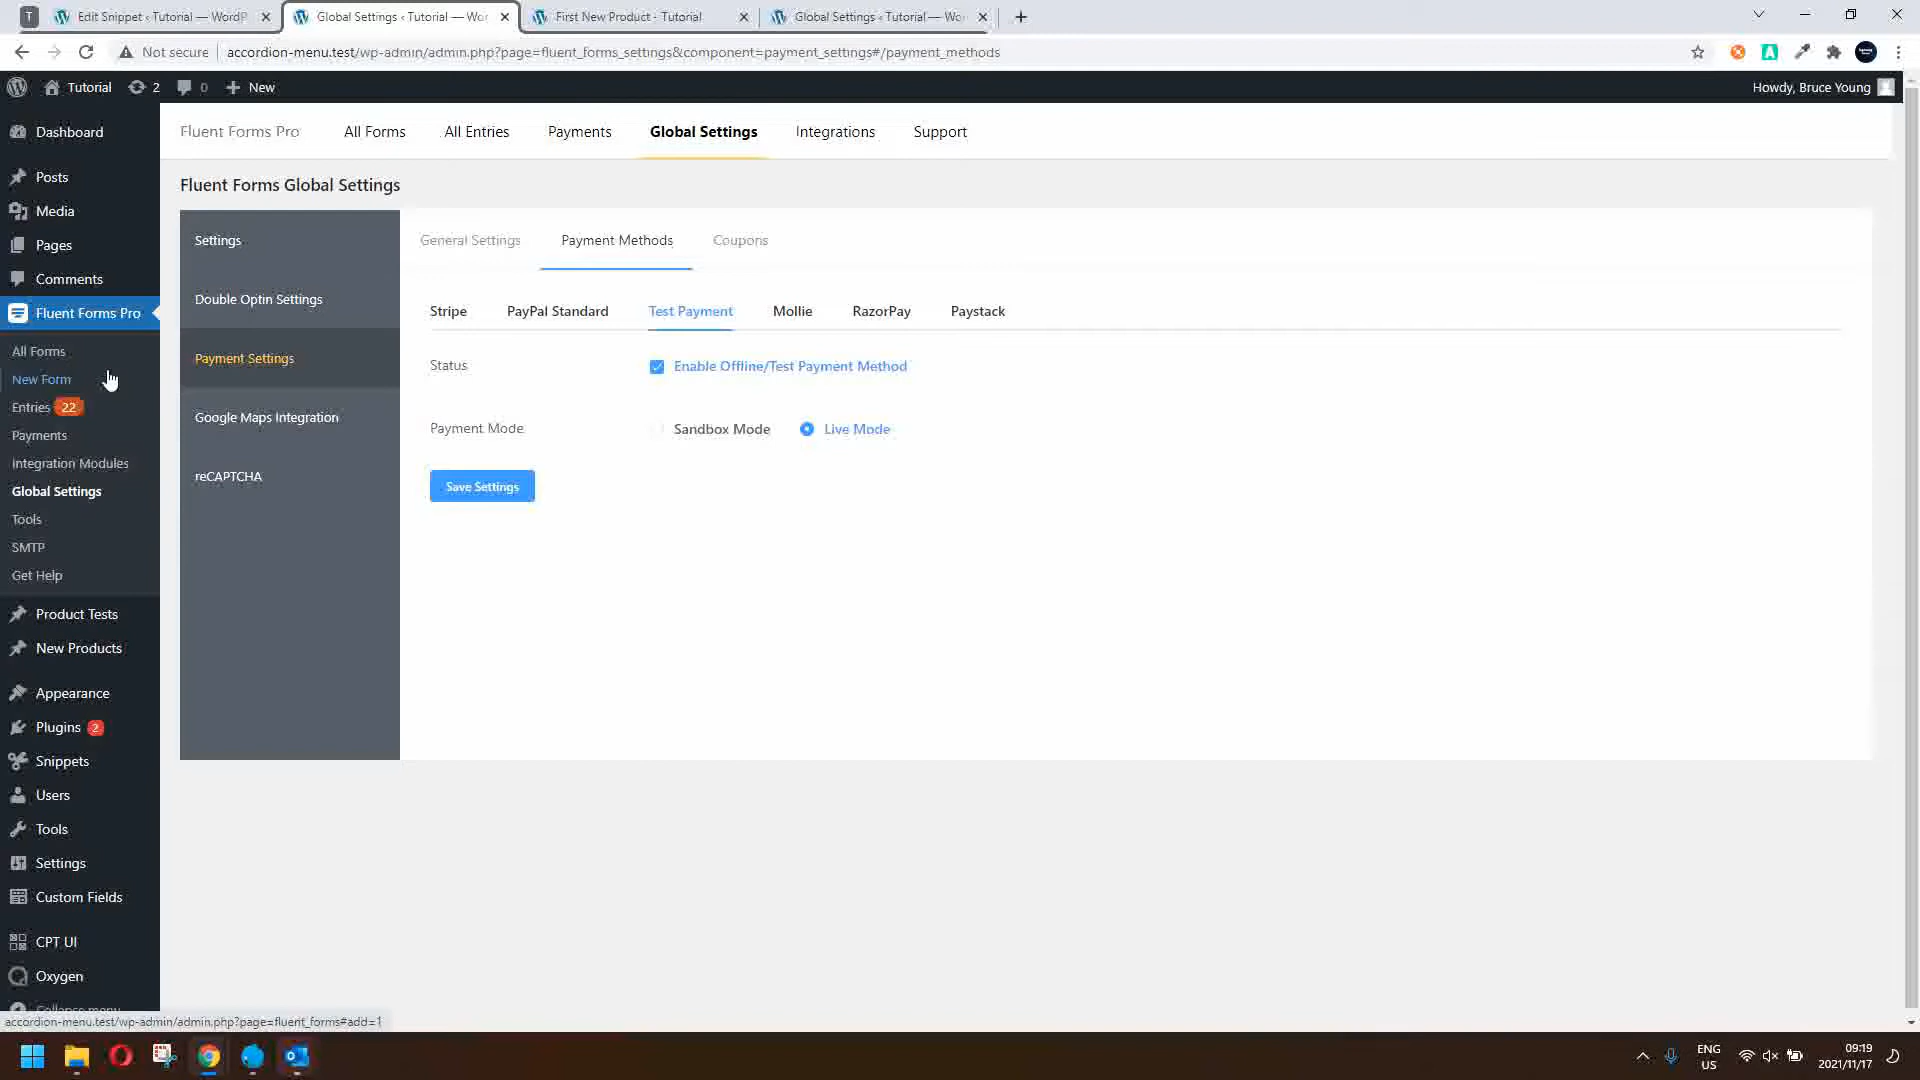 T
Edit Snippet ‹ Tutorial — WordP
Global Settings ‹ Tutorial — Wor
First New Product - Tutorial
Global Settings ‹ Tutorial — Wor
Not secure
accordion-menu.test/wp-admin/admin.php?page=fluent_forms_settings&component=payment_settings#/payment_methods
Tutorial
2
0
New
Howdy, Bruce Young
Dashboard
Posts
Media
Pages
Comments
Fluent Forms Pro
All Forms
New Form
Entries 22
Payments
Integration Modules
Global Settings
Tools
SMTP
Get Help
Product Tests
New Products
Appearance
Plugins 2
Snippets
Users
Tools
Settings
Custom Fields
CPT UI
Oxygen
Collapse menu
Fluent Forms Pro
All Forms
All Entries
Payments
Global Settings
Integrations
Support
Fluent Forms Global Settings
Settings
Double Optin Settings
Payment Settings
Google Maps Integration
reCAPTCHA
General Settings
Payment Methods
Coupons
Stripe
PayPal Standard
Test Payment
Mollie
RazorPay
Paystack
Status
Enable Offline/Test Payment Method
Payment Mode
Sandbox Mode
Live Mode
Save Settings
accordion-menu.test/wp-admin/admin.php?page=fluent_forms#add=1
ENG
US
09:19
2021/11/17